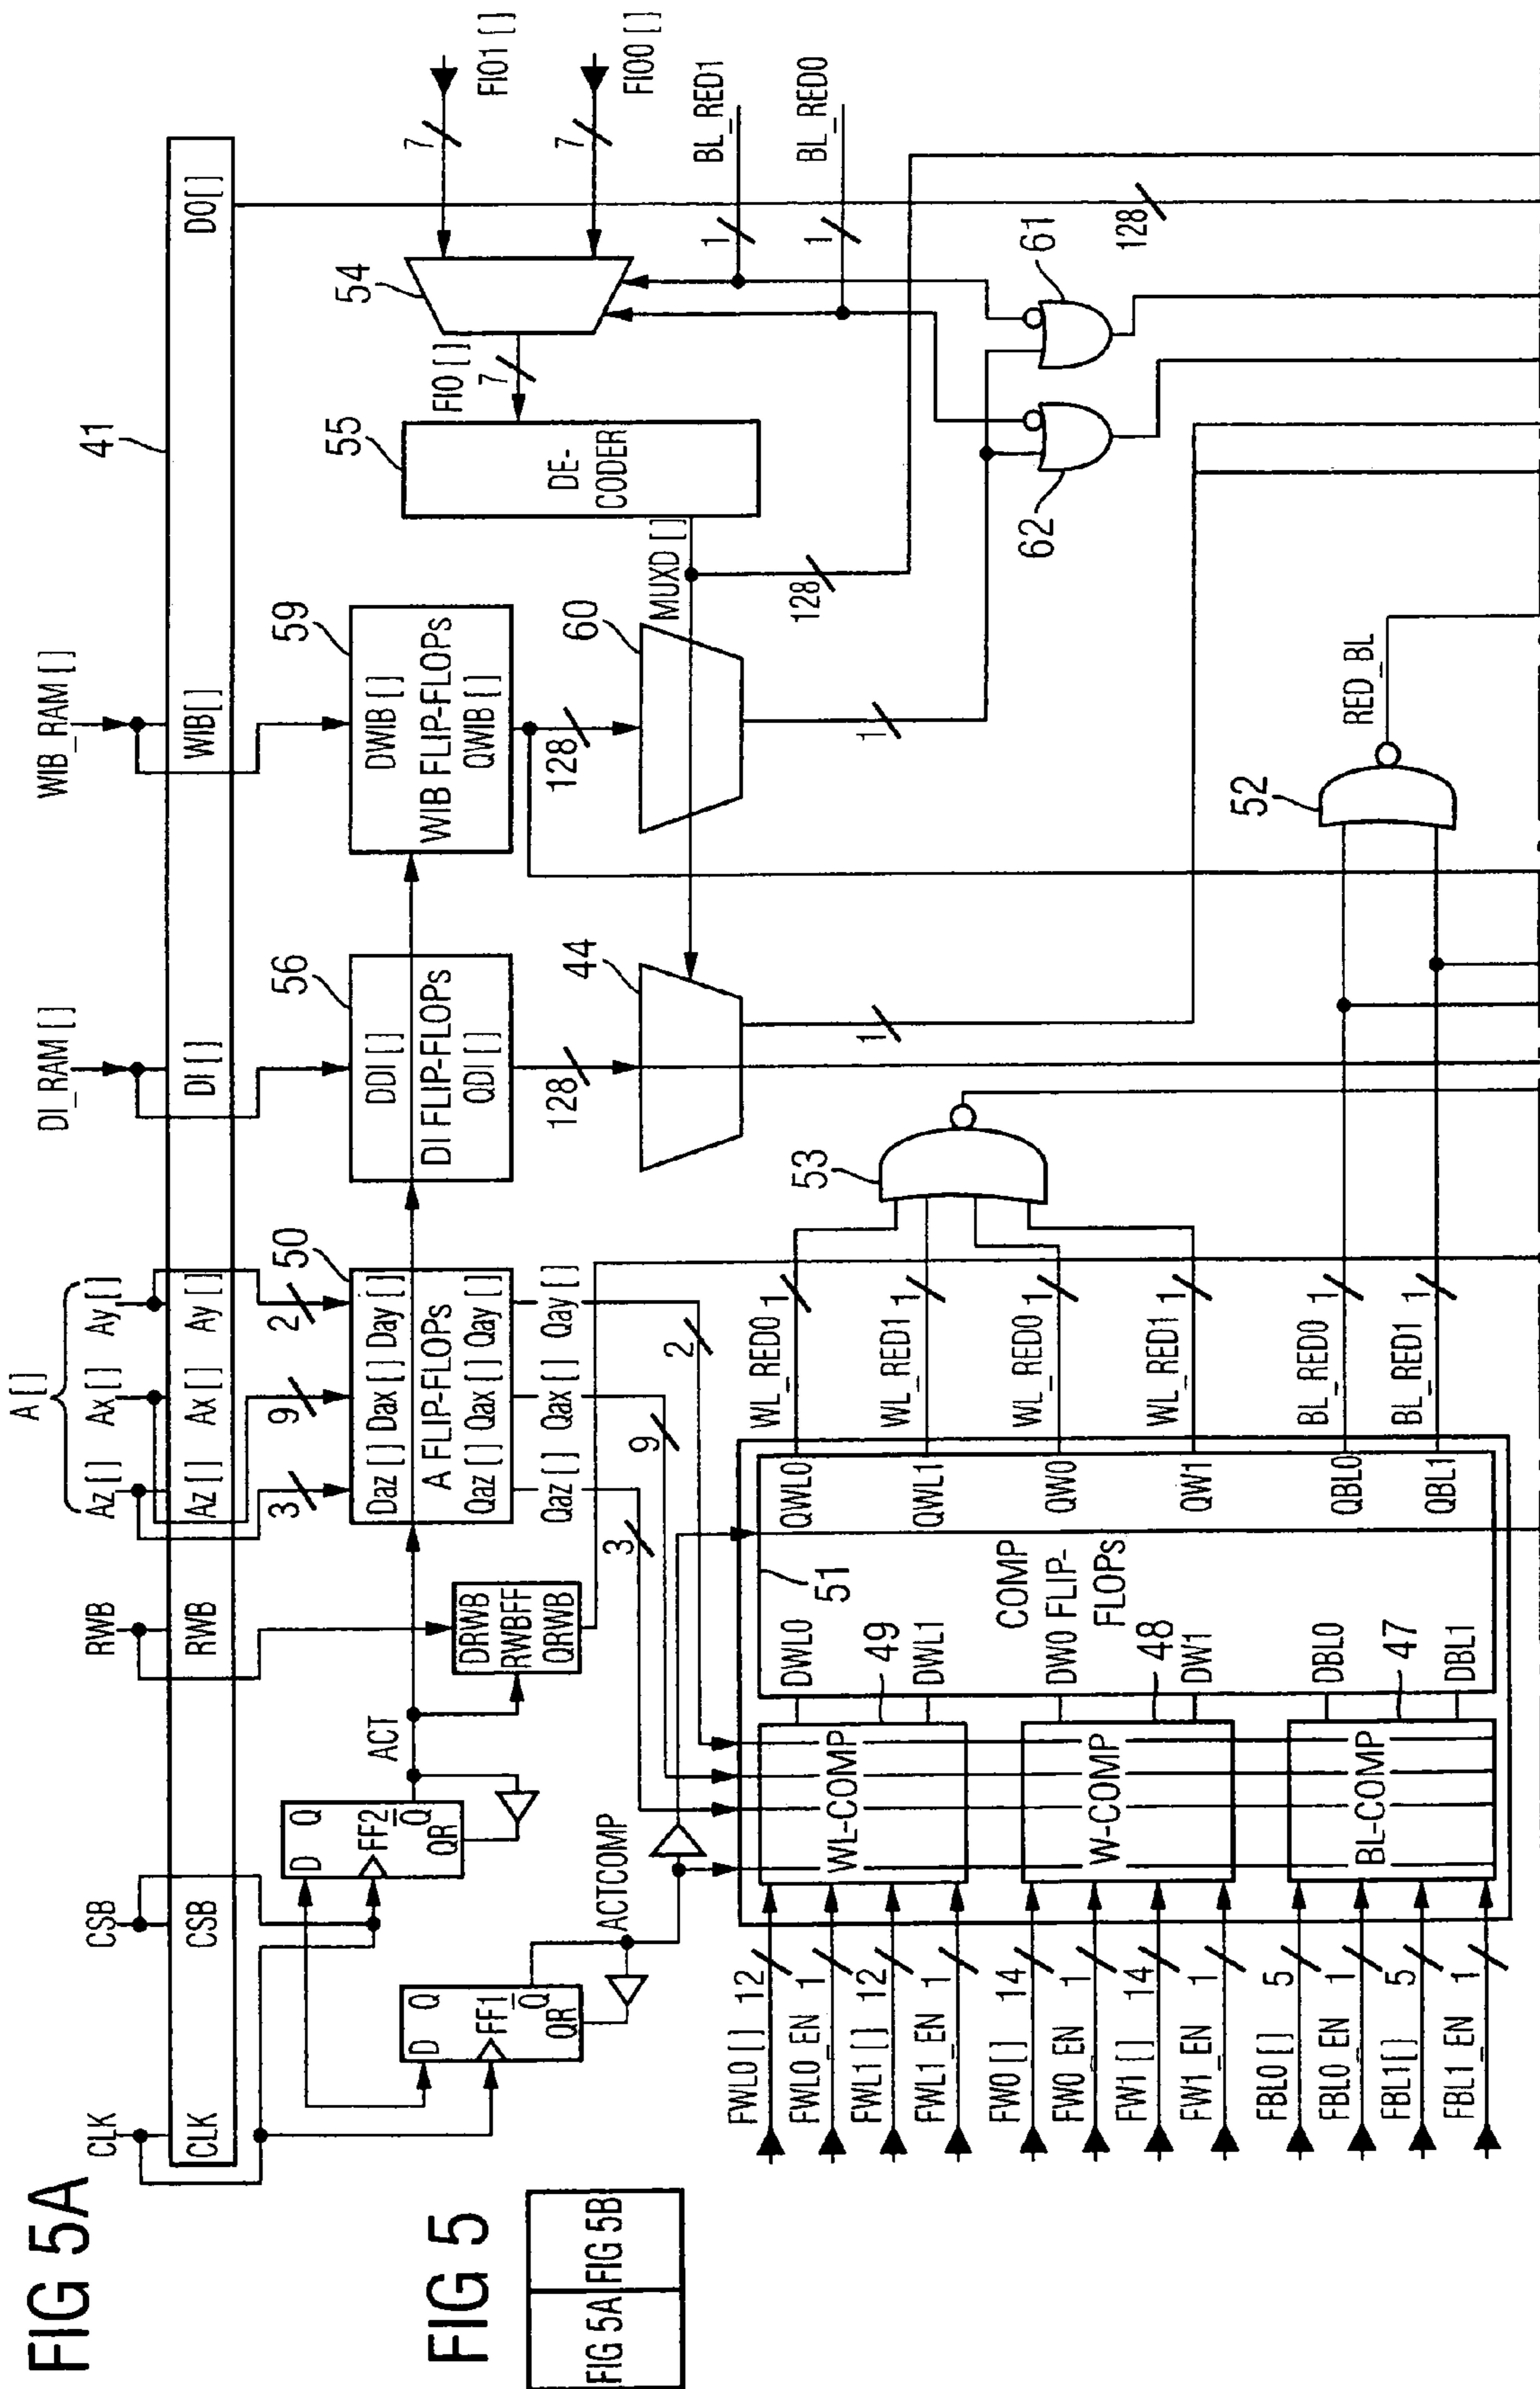 FIG 5A
FIG 5
FIG 5A
FIG 5B
CLK
CSB
RWB
A [ ]
Az [ ]
Ax [ ]
Ay [ ]
DI_RAM [ ]
WIB_RAM [ ]
41
CLK
CSB
RWB
Az [ ]
Ax [ ]
Ay [ ]
DI [ ]
WIB [ ]
DO [ ]
3
9
2
D
Q
FF2
Q
QR
ACT
D
Q
FF1
Q
QR
ACTCOMP
DRWB
RWBFF
QRWB
50
Daz [ ] Dax [ ] Day [ ]
A FLIP-FLOPs
Qaz [ ] Qax [ ] Qay [ ]
Qaz [ ] Qax [ ] Qay [ ]
3
9
2
56
DDI [ ]
DI FLIP-FLOPs
QDI [ ]
128
44
1
59
DWIB [ ]
WIB FLIP-FLOPs
QWIB [ ]
128
60
1
MUXD [ ]
128
55
DE-
CODER
FIO [ ]
7
54
7
FIO1 [ ]
7
FIO0 [ ]
1
BL_RED1
1
BL_RED0
61
62
128
FWL0 [ ] 12
FWL0_EN 1
FWL1 [ ] 12
FWL1_EN 1
FW0 [ ] 14
FW0_EN 1
FW1 [ ] 14
FW1_EN 1
FBL0 [ ] 5
FBL0_EN 1
FBL1 [ ] 5
FBL1_EN 1
WL-COMP
49
W-COMP
48
BL-COMP
47
DWL0
DWL1
DW0
DW1
DBL0
DBL1
51
COMP
FLIP-
FLOPs
QWL0
QWL1
QW0
QW1
QBL0
QBL1
WL_RED0 1
WL_RED1 1
WL_RED0 1
WL_RED1 1
BL_RED0 1
BL_RED1 1
53
52
RED_BL